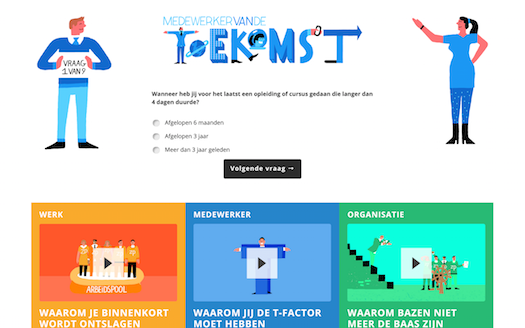 MEDEWERKER VAN DE
TOEKOMST
VRAAG
1 VAN 9
Wanneer heb jij voor het laatst een opleiding of cursus gedaan die langer dan
4 dagen duurde?
Afgelopen 6 maanden
Afgelopen 3 jaar
Meer dan 3 jaar geleden
Volgende vraag →
WERK
ARBEIDSPOOL
WAAROM JE BINNENKORT
WORDT ONTSLAGEN
MEDEWERKER
WAAROM JIJ DE T-FACTOR
MOET HEBBEN
ORGANISATIE
WAAROM BAZEN NIET
MEER DE BAAS ZIJN